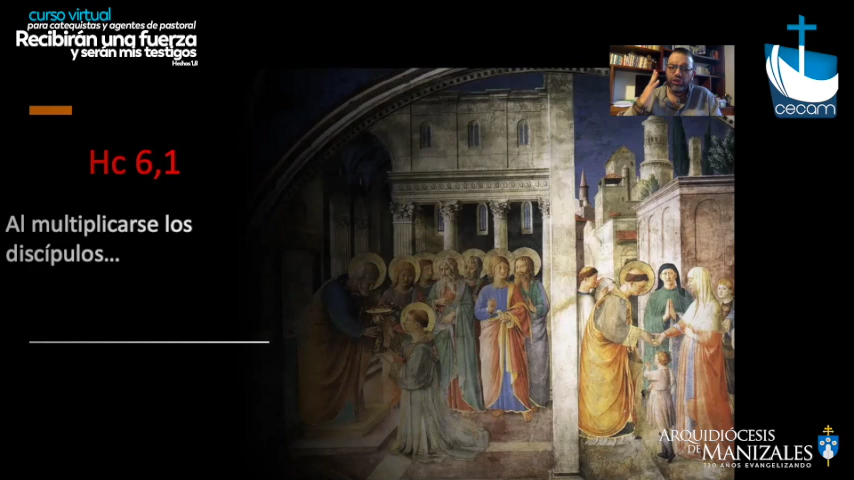 curso virtual
para catequistas y agentes de pastoral
Recibirán una fuerza
y serán mis testigos
Hechos 1,8
cecam
Hc 6,1
Al multiplicarse los
discípulos...
ARQUIDIÓCESIS
DE MANIZALES
120 AÑOS EVANGELIZANDO